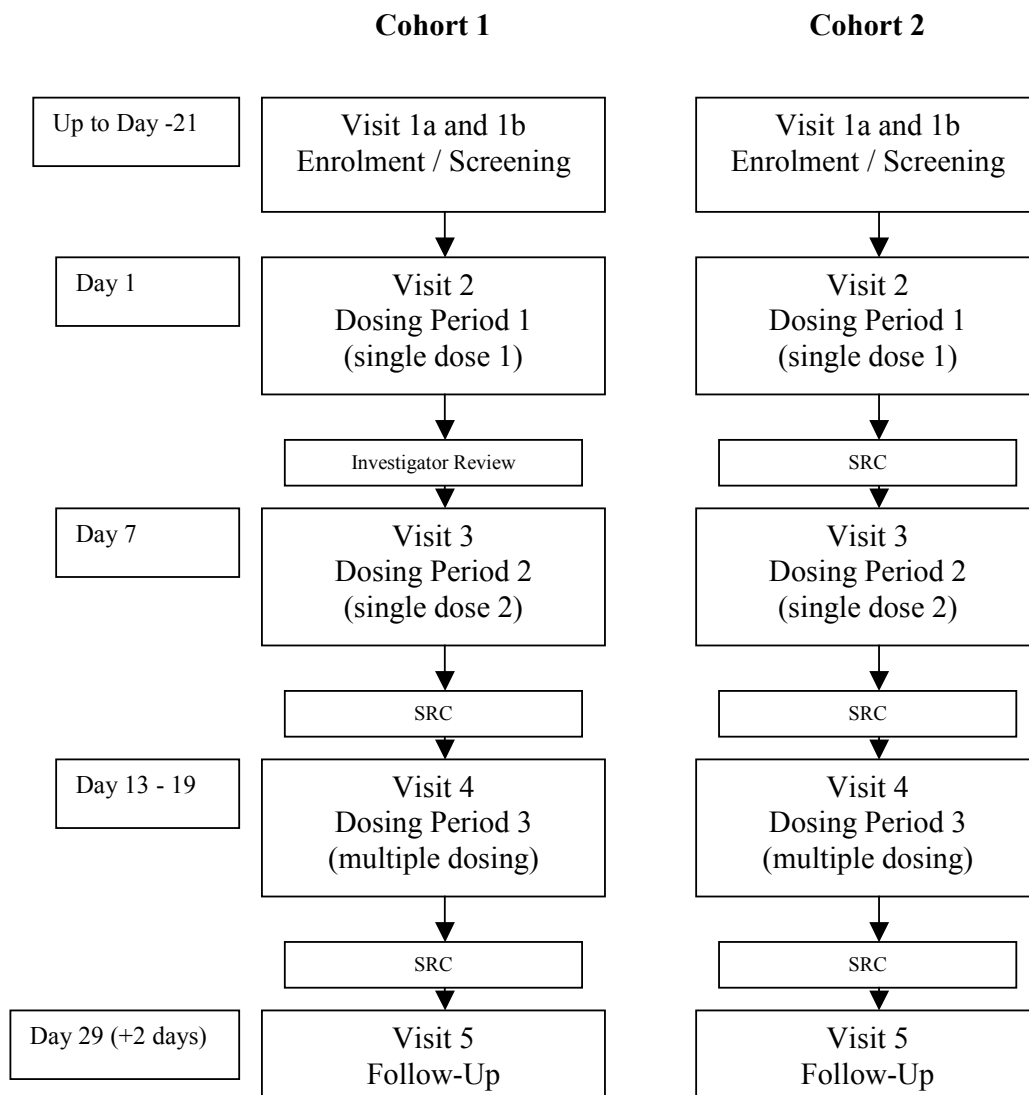 Cohort 1
Cohort 2
Up to Day -21
Visit 1a and 1b
Enrolment / Screening
Visit 1a and 1b
Enrolment / Screening
Day 1
Visit 2
Dosing Period 1
(single dose 1)
Visit 2
Dosing Period 1
(single dose 1)
Investigator Review
SRC
Day 7
Visit 3
Dosing Period 2
(single dose 2)
Visit 3
Dosing Period 2
(single dose 2)
SRC
SRC
Day 13 - 19
Visit 4
Dosing Period 3
(multiple dosing)
Visit 4
Dosing Period 3
(multiple dosing)
SRC
SRC
Day 29 (+2 days)
Visit 5
Follow-Up
Visit 5
Follow-Up